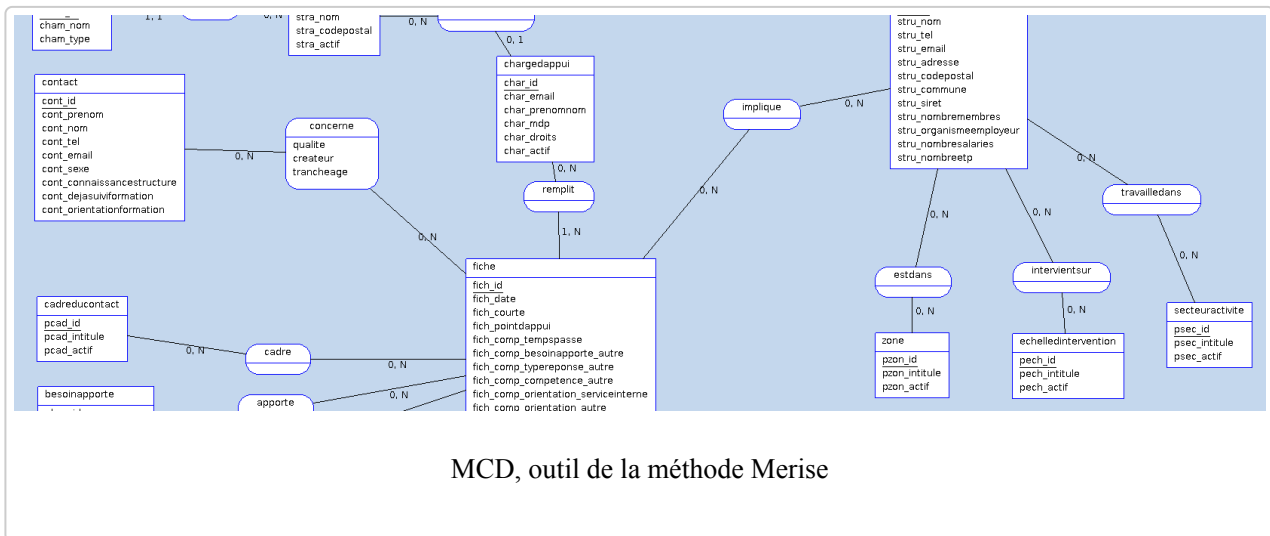 cham_nom
cham_type
1, 1
0, N
stra_nom
stra_codepostal
stra_actif
0, N
0, 1
stru_nom
stru_tel
stru_email
stru_adresse
stru_codepostal
stru_commune
stru_siret
stru_nombremembres
stru_organismeemployeur
stru_nombresalaries
stru_nombreetp
contact
cont_id
cont_prenom
cont_nom
cont_tel
cont_email
cont_sexe
cont_connaissancestructure
cont_dejasuiviformation
cont_orientationformation
0, N
concerne
qualite
createur
trancheage
0, N
chargedappui
char_id
char_email
char_prenomnom
char_mdp
char_droits
char_actif
0, N
remplit
1, N
implique
0, N
0, N
0, N
travailledans
0, N
0, N
estdans
0, N
0, N
intervientsur
0, N
fiche
fich_id
fich_date
fich_courte
fich_pointdappui
fich_comp_tempspasse
fich_comp_besoinapporte_autre
fich_comp_typereponse_autre
fich_comp_competence_autre
fich_comp_orientation_serviceinterne
fich_comp_orientation_autre
cadreducontact
pcad_id
pcad_intitule
pcad_actif
0, N
cadre
0, N
besoinapporte
apporte
0, N
zone
pzon_id
pzon_intitule
pzon_actif
echelledintervention
pech_id
pech_intitule
pech_actif
secteuractivite
psec_id
psec_intitule
psec_actif
MCD, outil de la méthode Merise